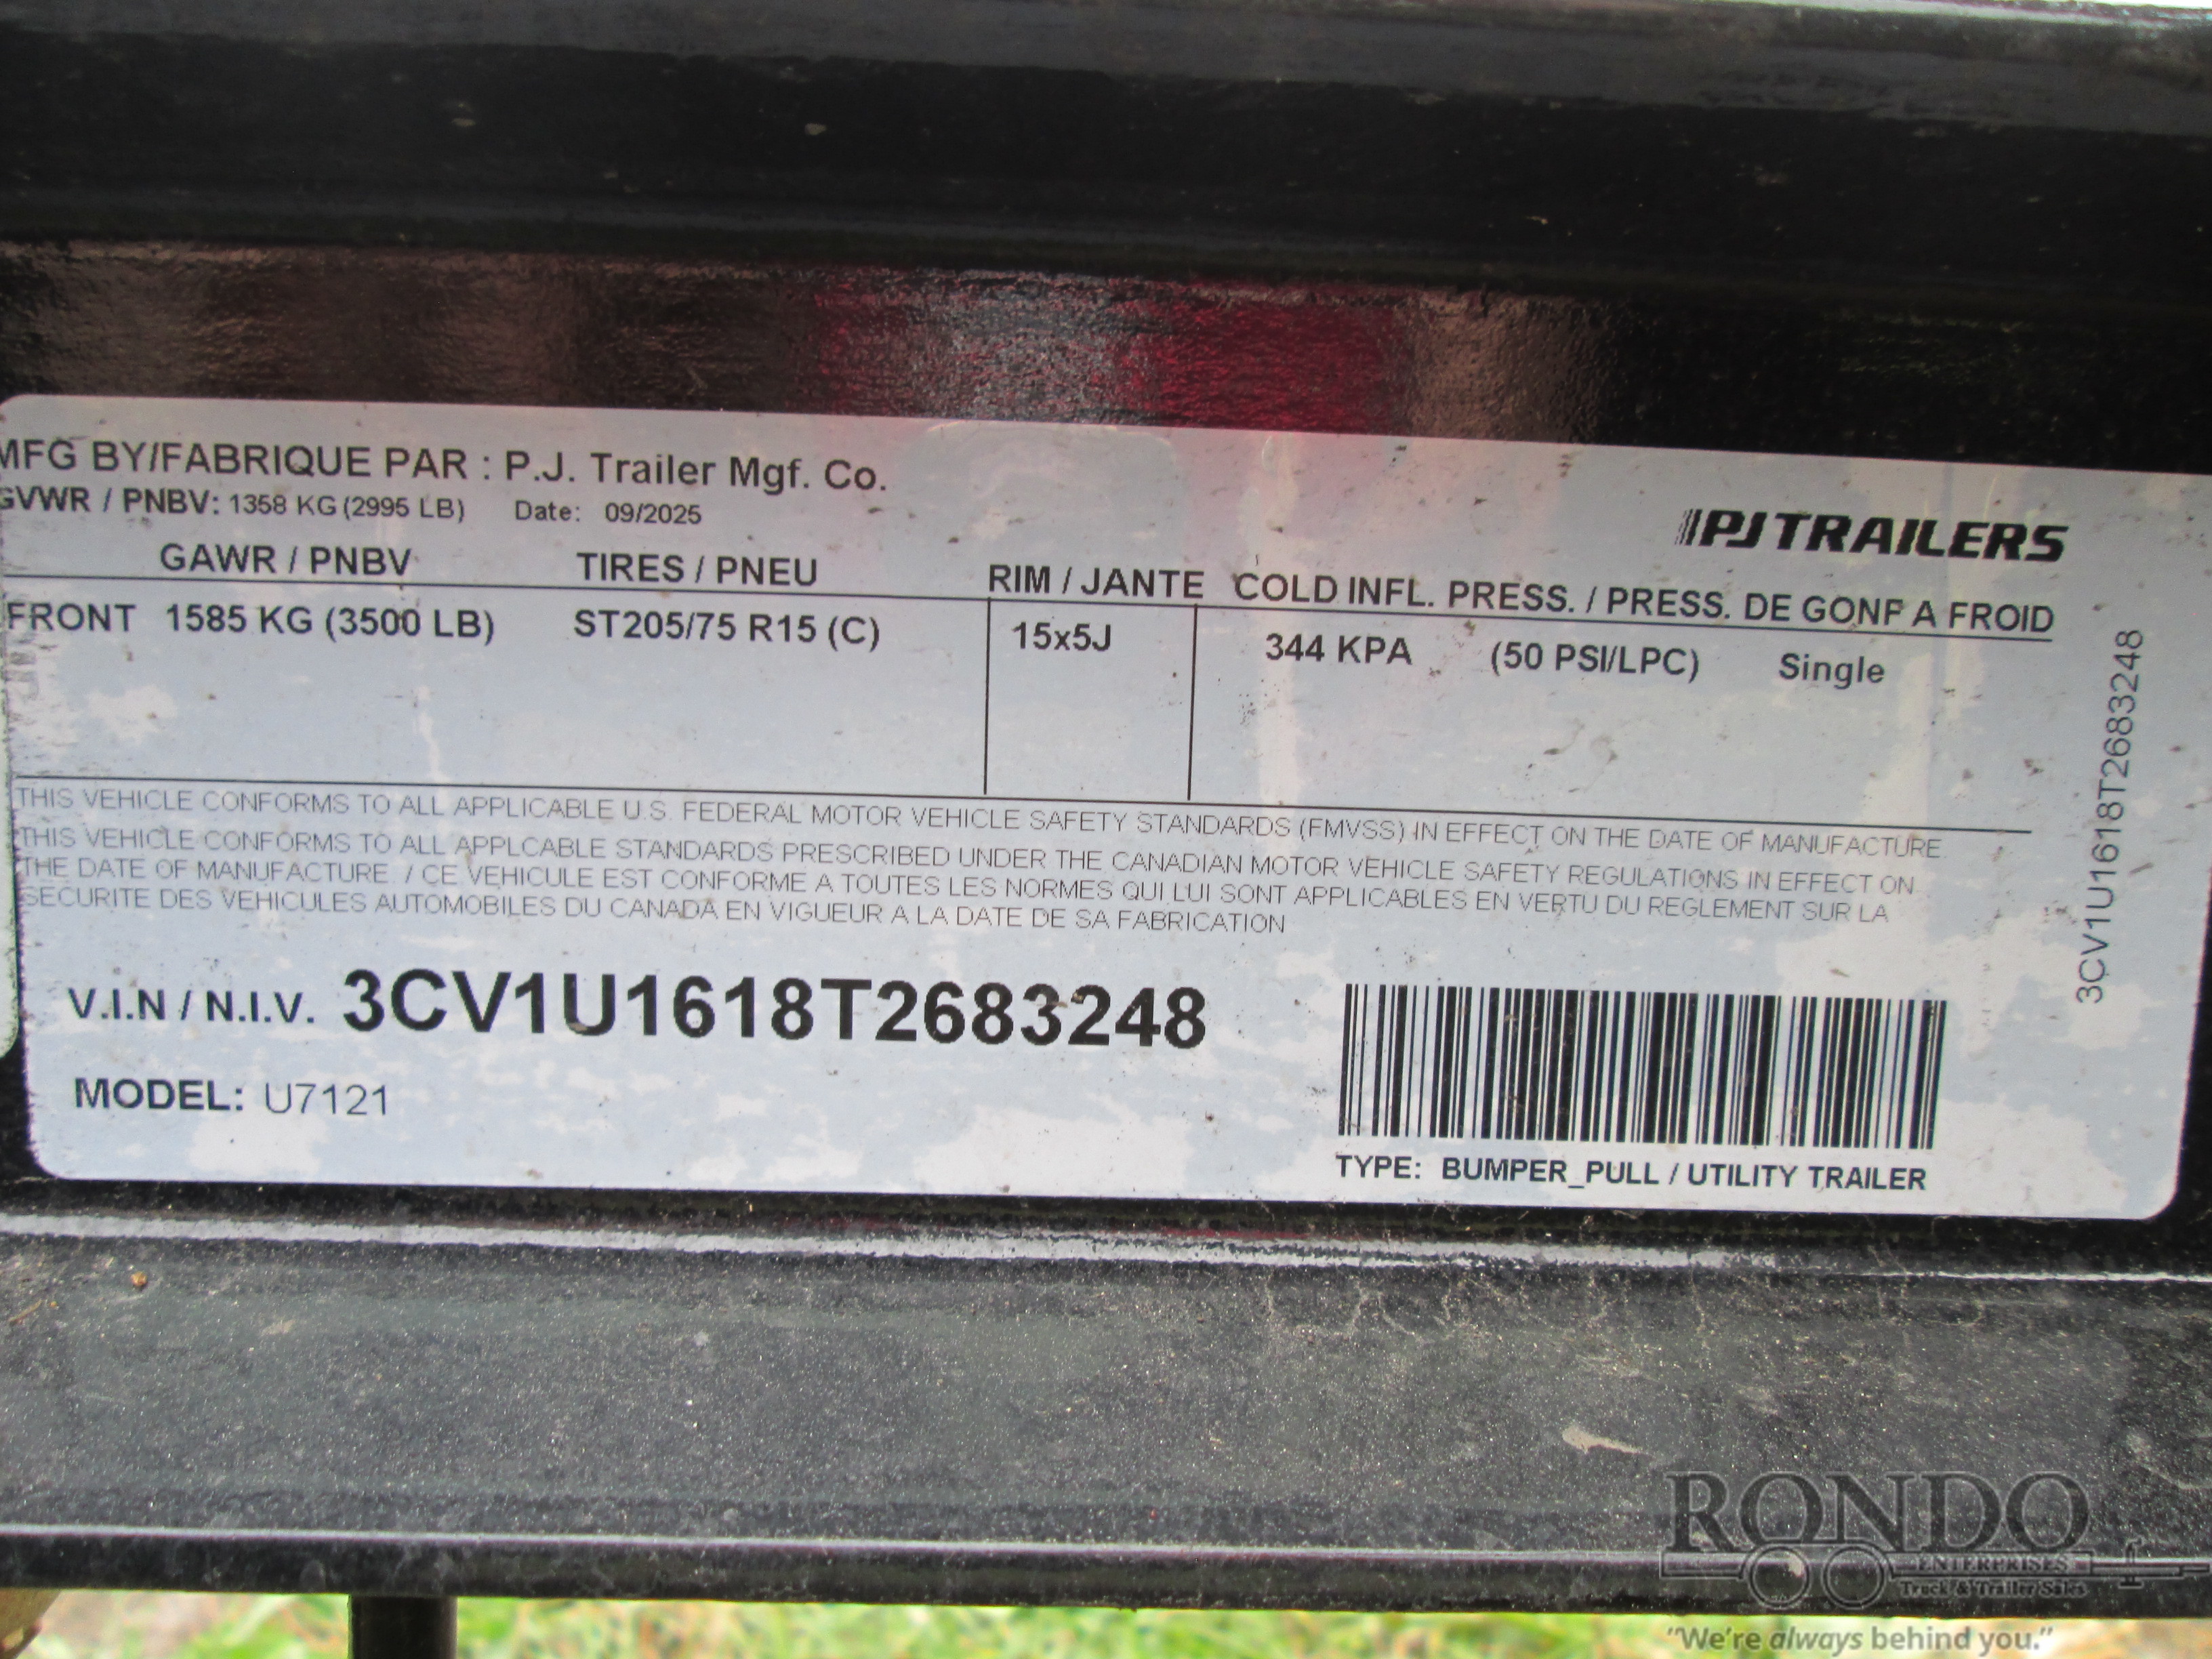 MFG BY/FABRIQUE PAR : P.J. Trailer Mgf. Co.
GVWR / PNBV: 1358 KG (2995 LB) Date: 09/2025
PJ TRAILERS
GAWR / PNBV TIRES / PNEU RIM / JANTE COLD INFL. PRESS. / PRESS. DE GONF A FROID
FRONT 1585 KG (3500 LB) ST205/75 R15 (C) 15x5J 344 KPA (50 PSI/LPC) Single
THIS VEHICLE CONFORMS TO ALL APPLICABLE U.S. FEDERAL MOTOR VEHICLE SAFETY STANDARDS (FMVSS) IN EFFECT ON THE DATE OF MANUFACTURE.
THIS VEHICLE CONFORMS TO ALL APPLCABLE STANDARDS PRESCRIBED UNDER THE CANADIAN MOTOR VEHICLE SAFETY REGULATIONS IN EFFECT ON
THE DATE OF MANUFACTURE. / CE VEHICULE EST CONFORME A TOUTES LES NORMES QUI LUI SONT APPLICABLES EN VERTU DU REGLEMENT SUR LA
SECURITE DES VEHICULES AUTOMOBILES DU CANADA EN VIGUEUR A LA DATE DE SA FABRICATION
V.I.N / N.I.V. 3CV1U1618T2683248
MODEL: U7121
TYPE: BUMPER_PULL / UTILITY TRAILER
3CV1U1618T2683248
RONDO
ENTERPRISES
Truck & Trailer Sales
"We're always behind you."